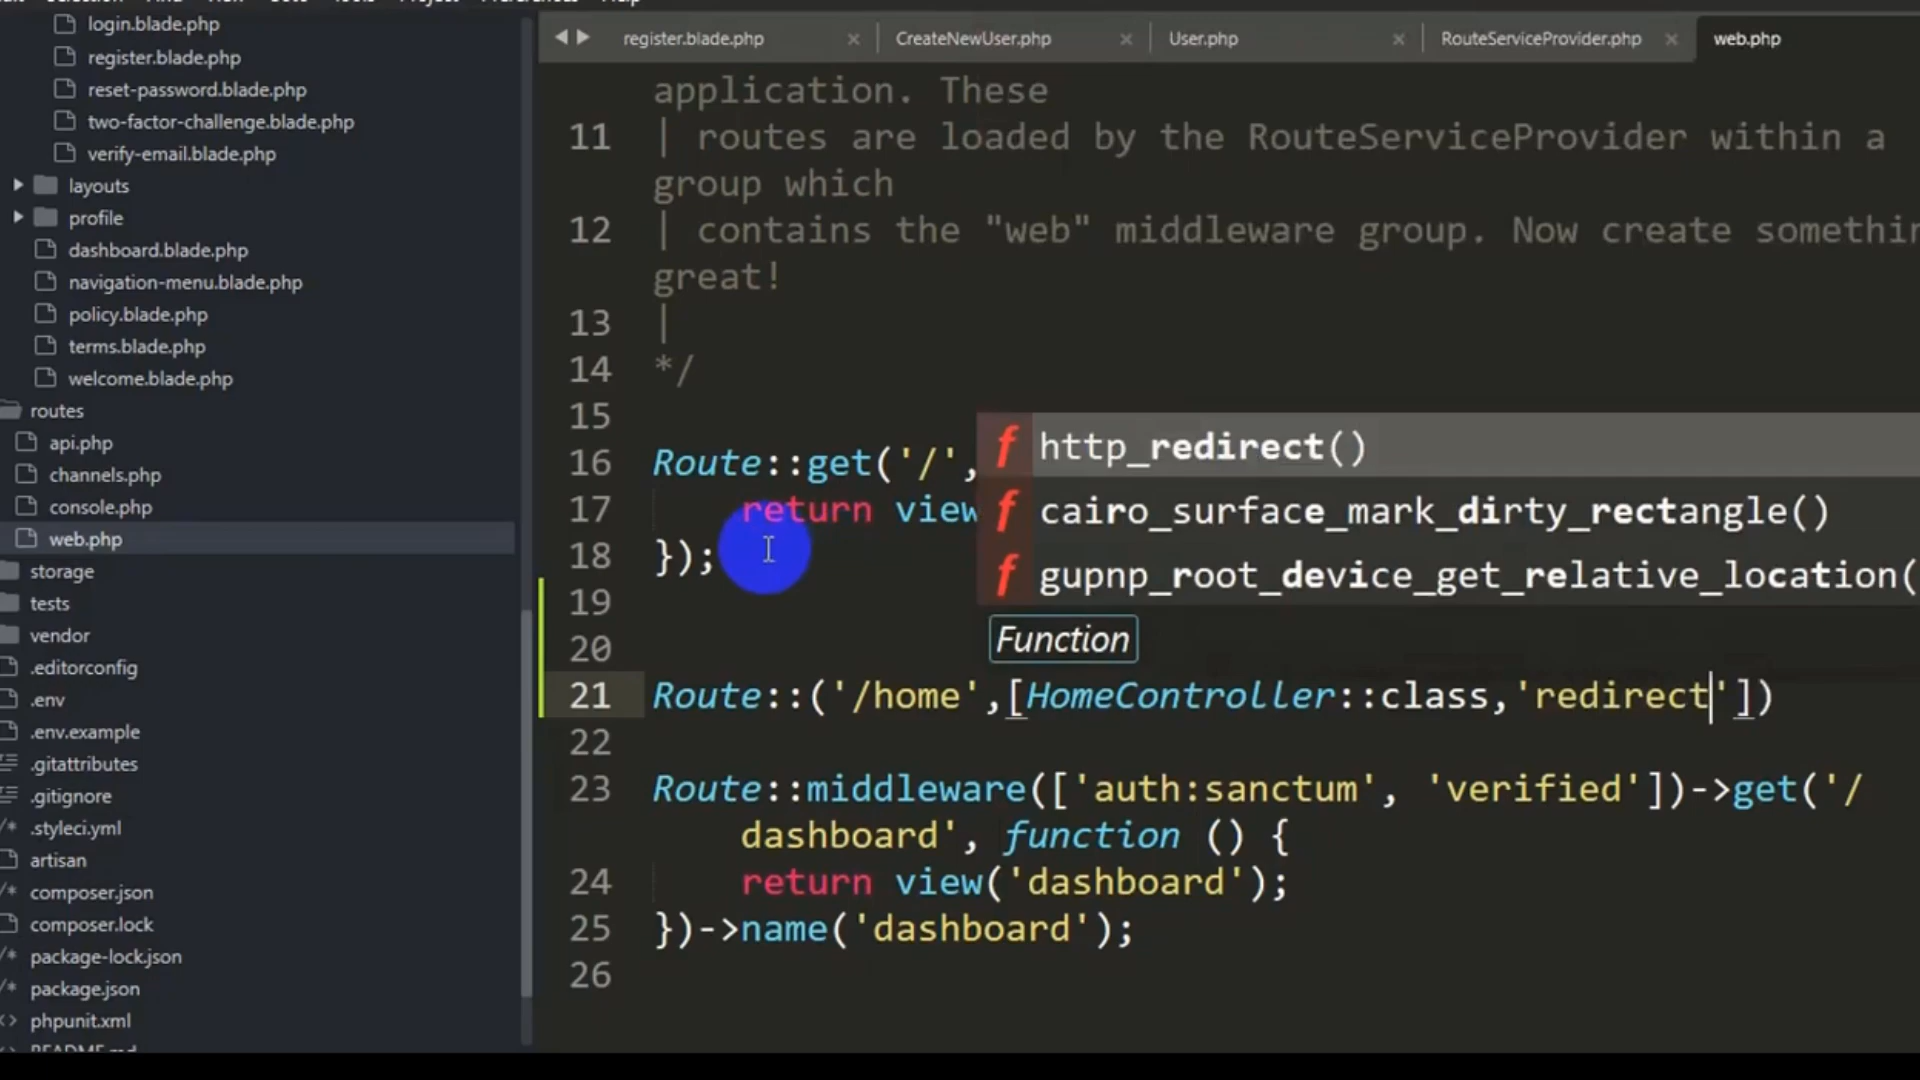 login.blade.php
register.blade.php
reset-password.blade.php
two-factor-challenge.blade.php
verify-email.blade.php
layouts
profile
dashboard.blade.php
navigation-menu.blade.php
policy.blade.php
terms.blade.php
welcome.blade.php
routes
api.php
channels.php
console.php
web.php
storage
tests
vendor
.editorconfig
.env
.env.example
.gitattributes
.gitignore
.styleci.yml
artisan
composer.json
composer.lock
package-lock.json
package.json
phpunit.xml
README.md
register.blade.php
CreateNewUser.php
User.php
RouteServiceProvider.php
web.php
application. These
11 | routes are loaded by the RouteServiceProvider within a
group which
12 | contains the "web" middleware group. Now create somethin
great!
13 |
14 */
15
16 Route::get('/',
17 return view
18 });
19
20
21 Route::('/home',[HomeController::class,'redirect'])
22
23 Route::middleware(['auth:sanctum', 'verified'])->get('/
dashboard', function () {
24 return view('dashboard');
25 })->name('dashboard');
26
f http_redirect()
f cairo_surface_mark_dirty_rectangle()
f gupnp_root_device_get_relative_location(
Function